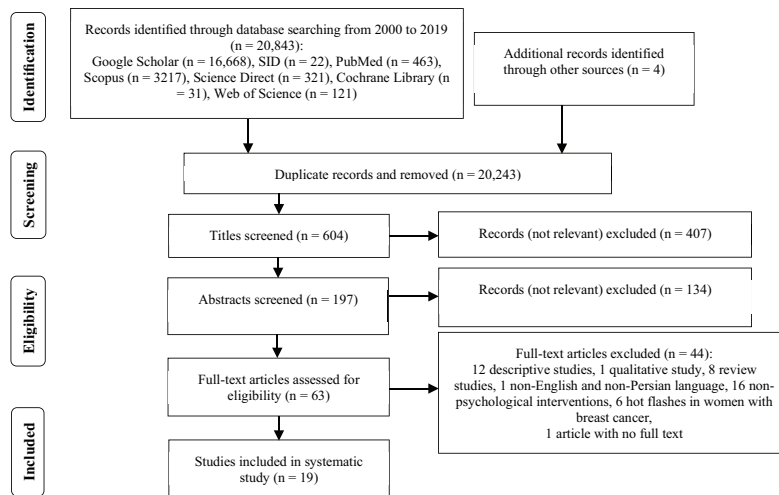 Identification
Records identified through database searching from 2000 to 2019
(n = 20,843):
Google Scholar (n = 16,668), SID (n = 22), PubMed (n = 463),
Scopus (n = 3217), Science Direct (n = 321), Cochrane Library (n
= 31), Web of Science (n = 121)
Additional records identified
through other sources (n = 4)
Screening
Duplicate records and removed (n = 20,243)
Titles screened (n = 604)
Records (not relevant) excluded (n = 407)
Eligibility
Abstracts screened (n = 197)
Records (not relevant) excluded (n = 134)
Full-text articles assessed for
eligibility (n = 63)
Full-text articles excluded (n = 44):
12 descriptive studies, 1 qualitative study, 8 review
studies, 1 non-English and non-Persian language, 16 non-
psychological interventions, 6 hot flashes in women with
breast cancer,
1 article with no full text
Included
Studies included in systematic
study (n = 19)